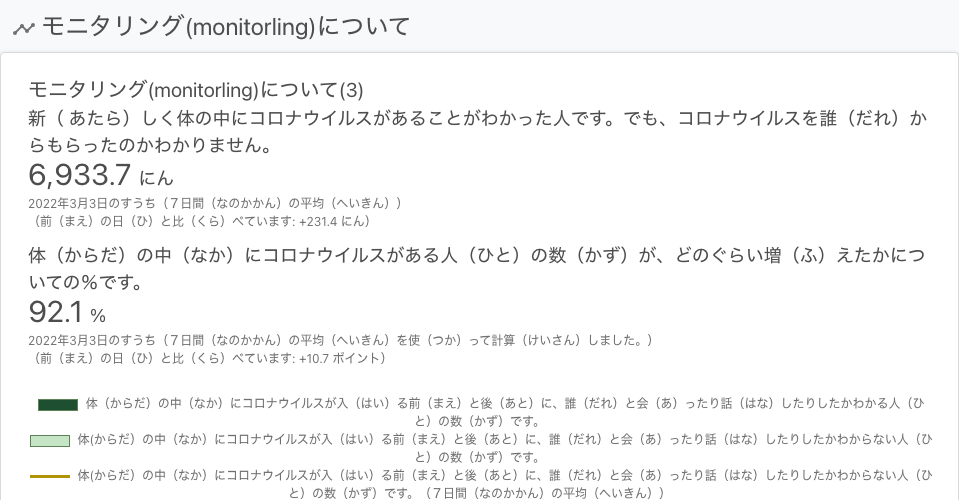 モニタリング(monitorling)について
モニタリング(monitorling)について(3)
新（ あたら）しく体の中にコロナウイルスがあることがわかった人です。でも、コロナウイルスを誰（だれ）か
らもらったのかわかりません。
6,933.7 にん
2022年3月3日のすうち（７日間（なのかかん）の平均（へいきん））
（前（まえ）の日（ひ）と比（くら）べています: +231.4 にん）
体（からだ）の中（なか）にコロナウイルスがある人（ひと）の数（かず）が、どのぐらい増（ふ）えたかにつ
いての%です。
92.1 %
2022年3月3日のすうち（７日間（なのかかん）の平均（へいきん）を使（つか）って計算（けいさん）しました。）
（前（まえ）の日（ひ）と比（くら）べています: +10.7 ポイント）
体（からだ）の中（なか）にコロナウイルスが入（はい）る前（まえ）と後（あと）に、誰（だれ）と会（あ）ったり話（はな）したりしたかわかる人（ひ
と）の数（かず）です。
体(からだ）の中（なか）にコロナウイルスが入（はい）る前（まえ）と後（あと）に、誰（だれ）と会（あ）ったり話（はな）したりしたかわからない人（ひ
と）の数（かず）です。
体(からだ）の中（なか）にコロナウイルスが入（はい）る前（まえ）と後（あと）に、誰（だれ）と会（あ）ったり話（はな）したりしたかわからない人（ひ
と）の数（かず）です。（７日間（なのかかん）の平均（へいきん））